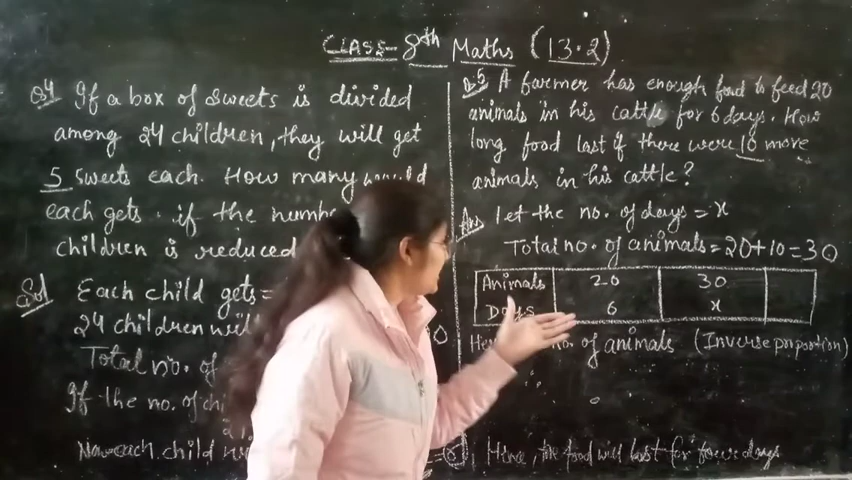 CLASS- 8th Maths (13.2)
Q4 If a box of sweets is divided
among 24 children, they will get
5 sweets each. How many would
each gets. if the
children is reduced
Sol Each child gets=
24 children
Total no. of
If the no. of
Now each child
Q.5 A farmer has enough food to feed 20
animals in his cattle for 6 days. How
long food last if there were 10 more
animals in his cattle?
Ans let the no. of days = x
Total no. of animals = 20+10 = 30
Animals 20 30
Days 6 x
no. of animals (Inverse proportion)
Hence, the food will last for four days